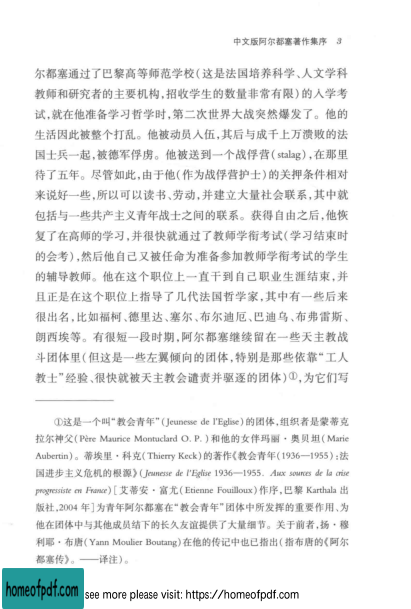 中文版阿尔都塞著作集序 3
尔都塞通过了巴黎高等师范学校(这是法国培养科学、人文学科
教师和研究者的主要机构,招收学生的数量非常有限)的入学考
试,就在他准备学习哲学时,第二次世界大战突然爆发了。他的
生活因此被整个打乱。他被动员入伍,其后与成千上万溃败的法
国士兵一起,被德军俘虏。他被送到一个战俘营(stalag),在那里
待了五年。尽管如此,由于他(作为战俘营护士)的关押条件相对
来说好一些,所以可以读书、劳动,并建立大量社会联系,其中就
包括与一些共产主义青年战士之间的联系。获得自由之后,他恢
复了在高师的学习,并很快就通过了教师学衔考试(学习结束时
的会考),然后他自己又被任命为准备参加教师学衔考试的学生
的辅导教师。他在这个职位上一直干到自己职业生涯结束,并
且正是在这个职位上指导了几代法国哲学家,其中有一些后来
很出名,比如福柯、德里达、塞尔、布尔迪厄、巴迪乌、布弗雷斯、
朗西埃等。有很短一段时期,阿尔都塞继续留在一些天主教战
斗团体里(但这是一些左翼倾向的团体,特别是那些依靠“工人
教士”经验、很快就被天主教会谴责并驱逐的团体)①,为它们写
①这是一个叫“教会青年”(Jeunesse de l'Eglise)的团体,组织者是蒙蒂克
拉尔神父(Père Maurice Montuclard O. P.)和他的女伴玛丽·奥贝坦(Marie
Aubertin)。蒂埃里·科克(Thierry Keck)的著作《教会青年(1936—1955):法
国进步主义危机的根源》(Jeunesse de l'Eglise 1936—1955. Aux sources de la crise
progressiste en France)[艾蒂安·富尤(Etienne Fouilloux)作序,巴黎 Karthala 出
版社,2004 年]为青年阿尔都塞在“教会青年”团体中所发挥的重要作用、为
他在团体中与其他成员结下的长久友谊提供了大量细节。关于前者,扬·穆
利耶·布唐(Yann Moulier Boutang)在他的传记中也已指出(指布唐的《阿尔
都塞传》。——译注)。
homeofpdf.com
see more please visit: https://homeofpdf.com